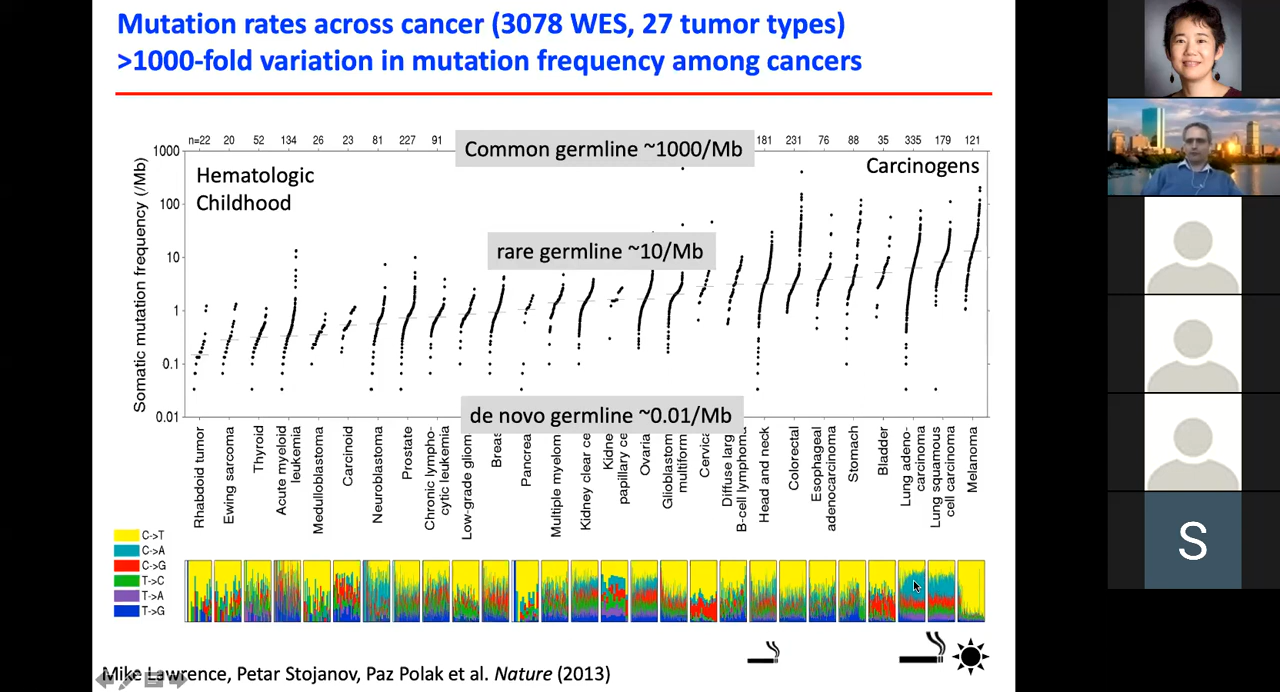 Mutation rates across cancer (3078 WES, 27 tumor types)
>1000-fold variation in mutation frequency among cancers
n=22 20 52 134 26 23 81 227 91 181 231 76 88 35 335 179 121
Common germline ~1000/Mb
Hematologic
Childhood
Carcinogens
rare germline ~10/Mb
de novo germline ~0.01/Mb
Somatic mutation frequency (/Mb)
1000
100
10
1
0.1
0.01
Rhabdoid tumor
Ewing sarcoma
Thyroid
Acute myeloid
leukemia
Medulloblastoma
Carcinoid
Neuroblastoma
Prostate
Chronic lympho-
cytic leukemia
Low-grade gliom
Breas
Pancrea
Multiple myelom
Kidney clear ce
Kidne
papillary ce
Ovaria
Glioblastom
multiform
Cervica
Diffuse larg
B-cell lymphoma
Head and neck
Colorectal
Esophageal
adenocarcinoma
Stomach
Bladder
Lung adeno-
carcinoma
Lung squamous
cell carcinoma
Melanoma
C->T
C->A
C->G
T->C
T->A
T->G
Mike Lawrence, Petar Stojanov, Paz Polak et al. Nature (2013)
S